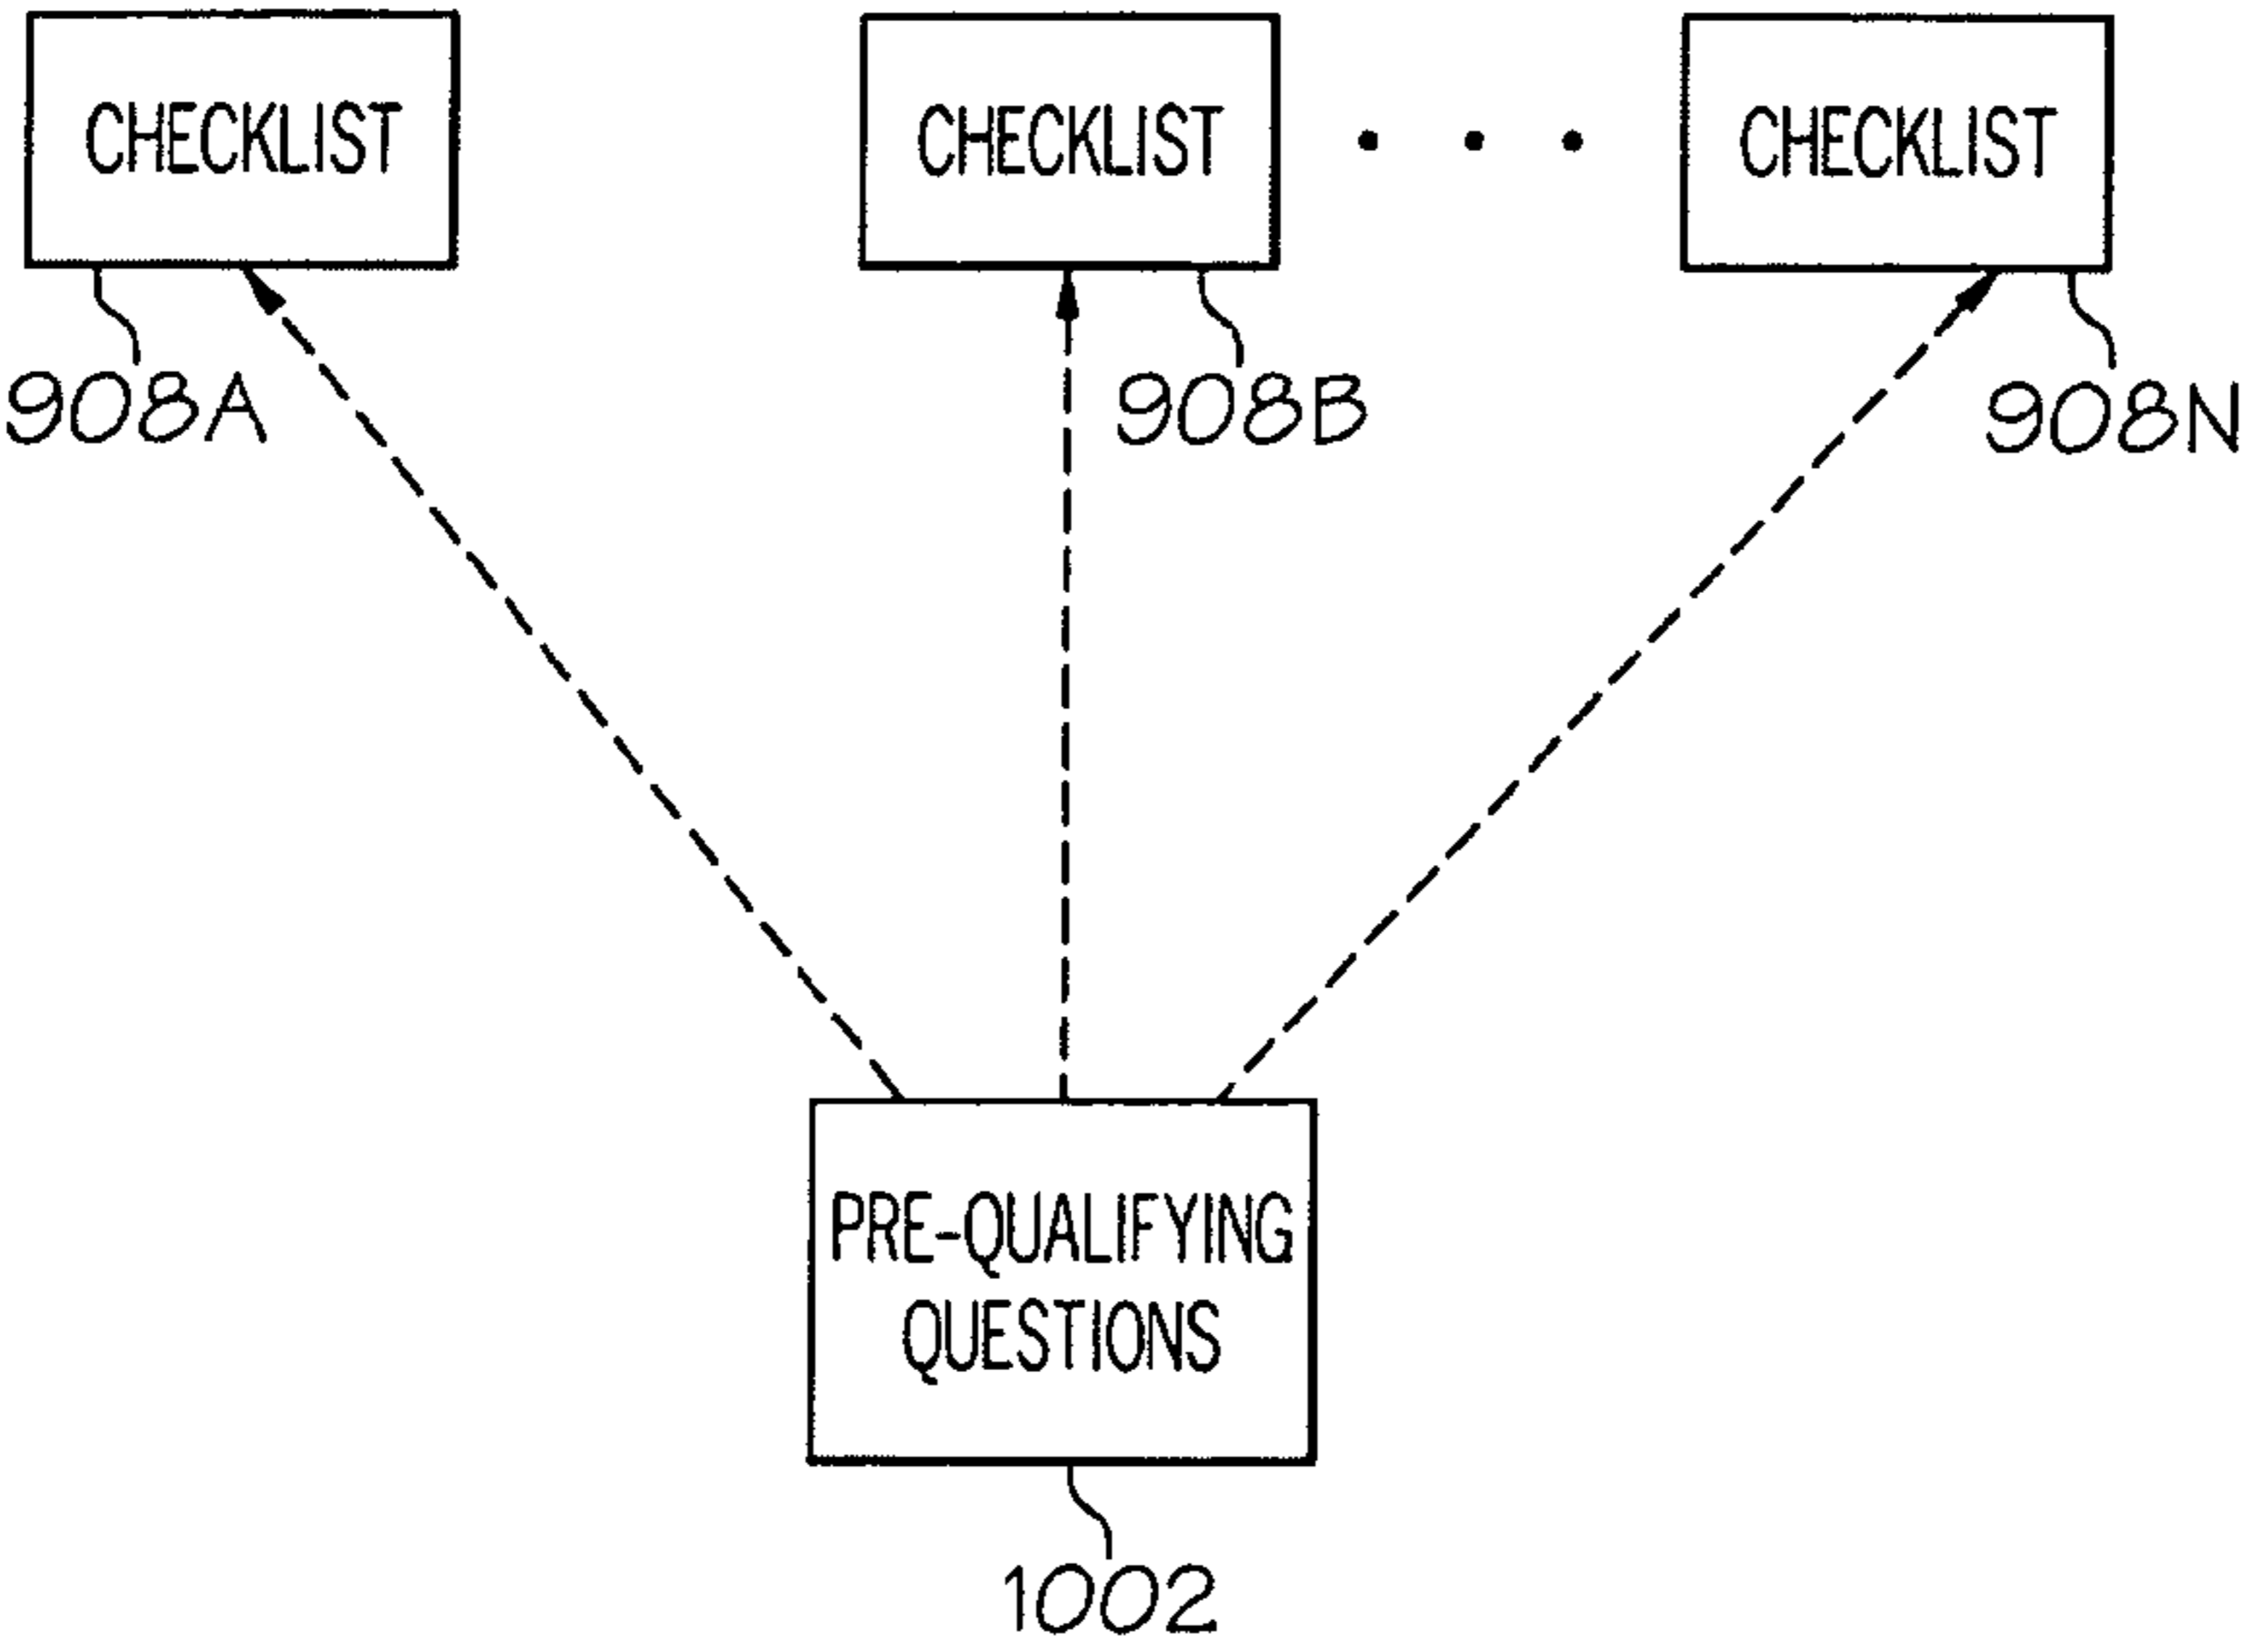 CHECKLIST
CHECKLIST
CHECKLIST
908A
908B
908N
PRE-QUALIFYING
QUESTIONS
1002